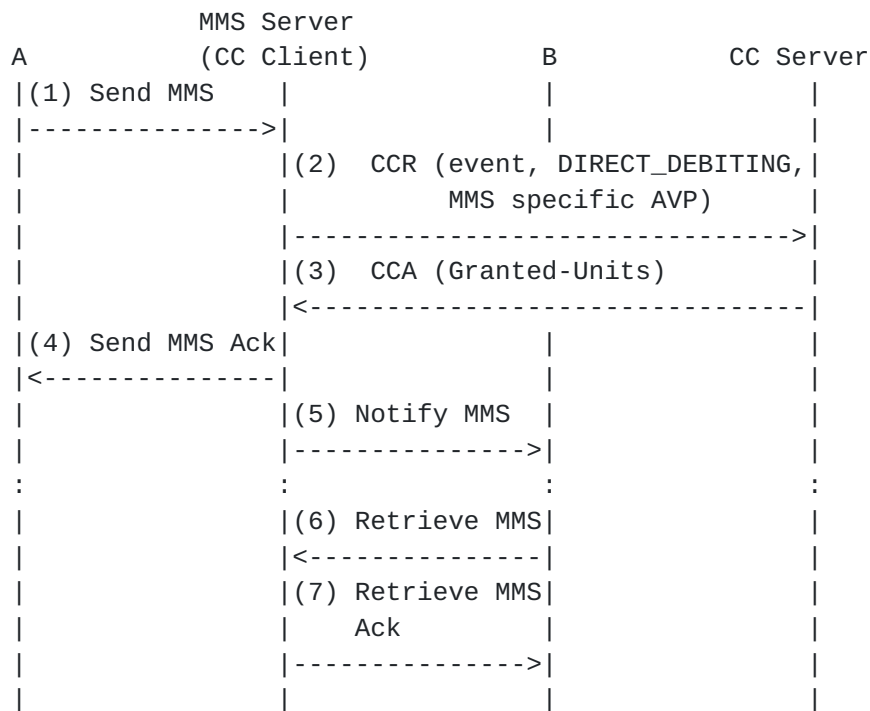 MMS Server
A (CC Client) B CC Server
(1) Send MMS
(2) CCR (event, DIRECT_DEBITING,
MMS specific AVP)
(3) CCA (Granted-Units)
(4) Send MMS Ack
(5) Notify MMS
(6) Retrieve MMS
(7) Retrieve MMS
Ack